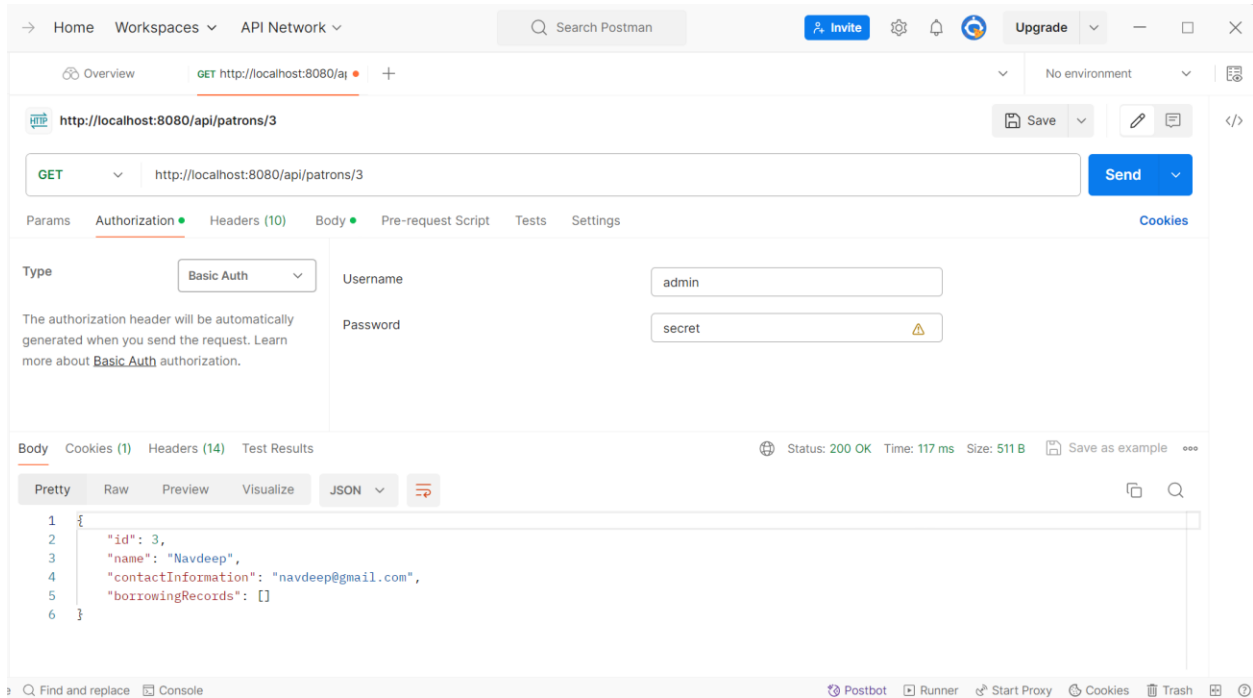 Home Workspaces API Network Search Postman Invite Upgrade
Overview GET http://localhost:8080/a No environment
HTTP http://localhost:8080/api/patrons/3 Save
GET http://localhost:8080/api/patrons/3 Send
Params Authorization Headers (10) Body Pre-request Script Tests Settings Cookies
Type Basic Auth Username admin
The authorization header will be automatically
generated when you send the request. Learn
more about Basic Auth authorization.
Password secret
Body Cookies (1) Headers (14) Test Results Status: 200 OK Time: 117 ms Size: 511 B Save as example
Pretty Raw Preview Visualize JSON
1 {
2 "id": 3,
3 "name": "Navdeep",
4 "contactInformation": "navdeep@gmail.com",
5 "borrowingRecords": []
6 }
Find and replace Console Postbot Runner Start Proxy Cookies Trash